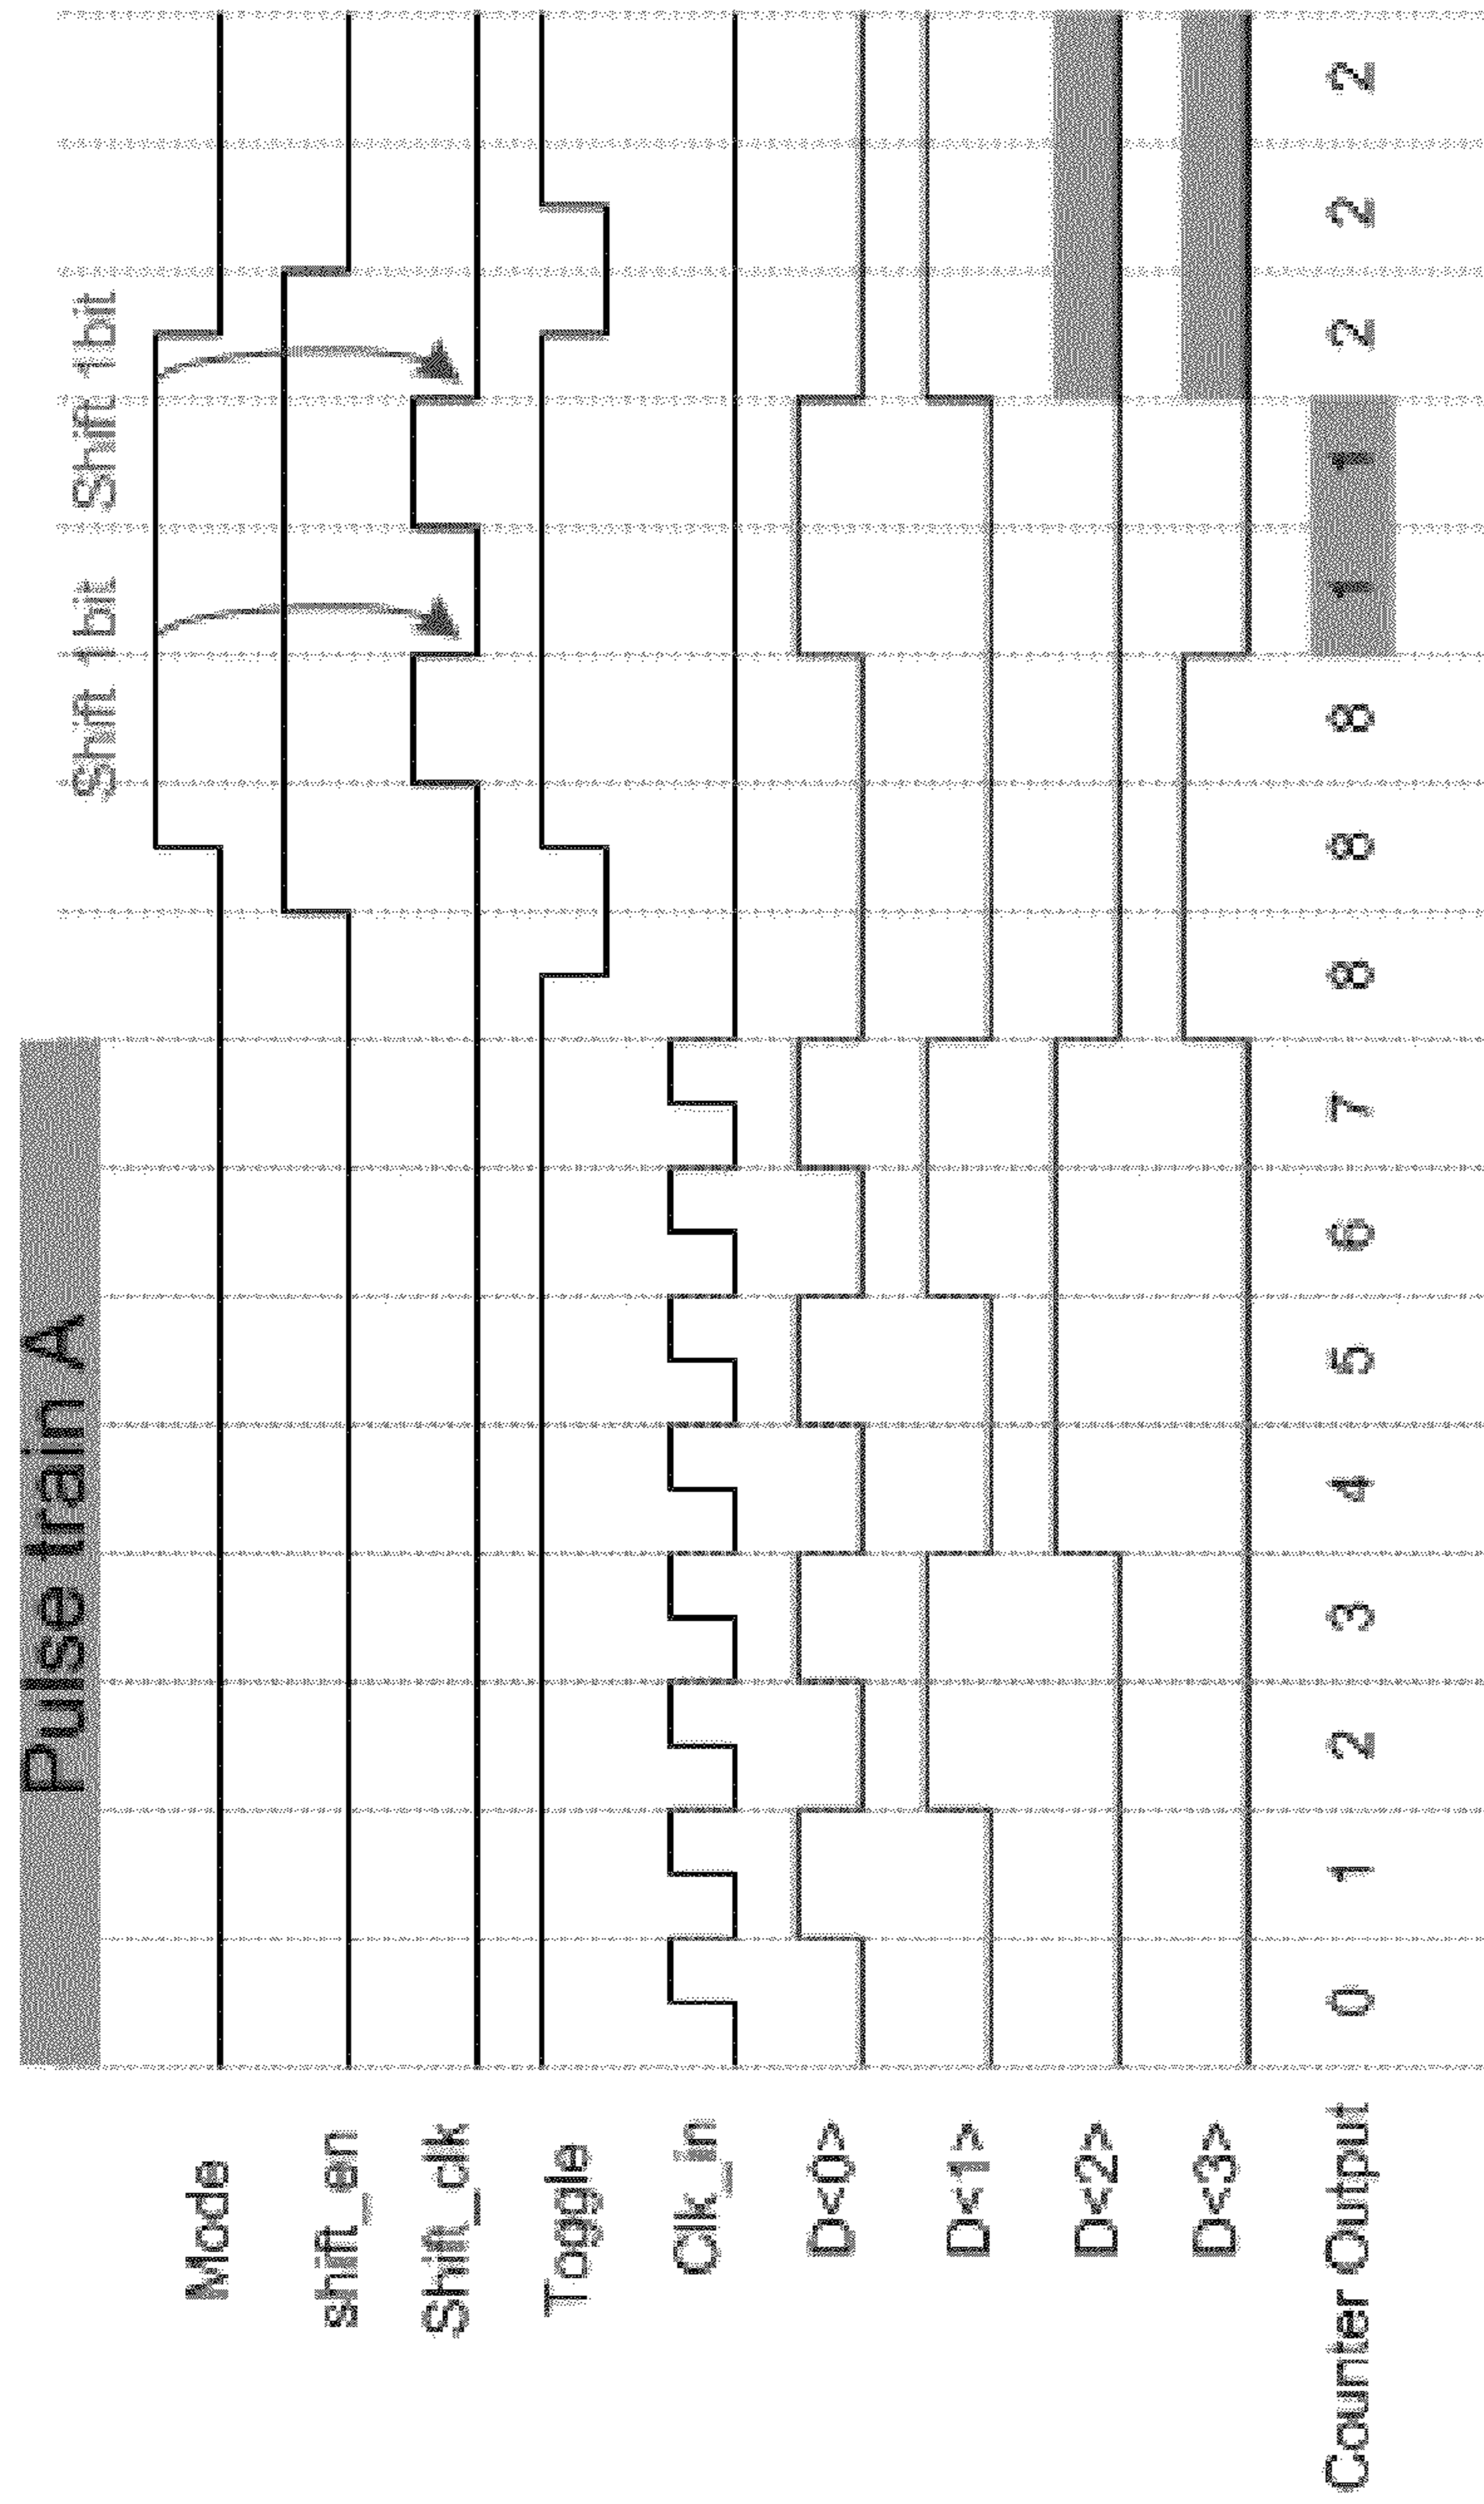 Pulse train A
Shift 1bit Shift 1bit
Mode
shift_en
Shift_clk
Toggle
Clk_in
D<0>
D<1>
D<2>
D<3>
Counter Output 0 1 2 3 4 5 6 7 8 8 8 1 1 2 2 2